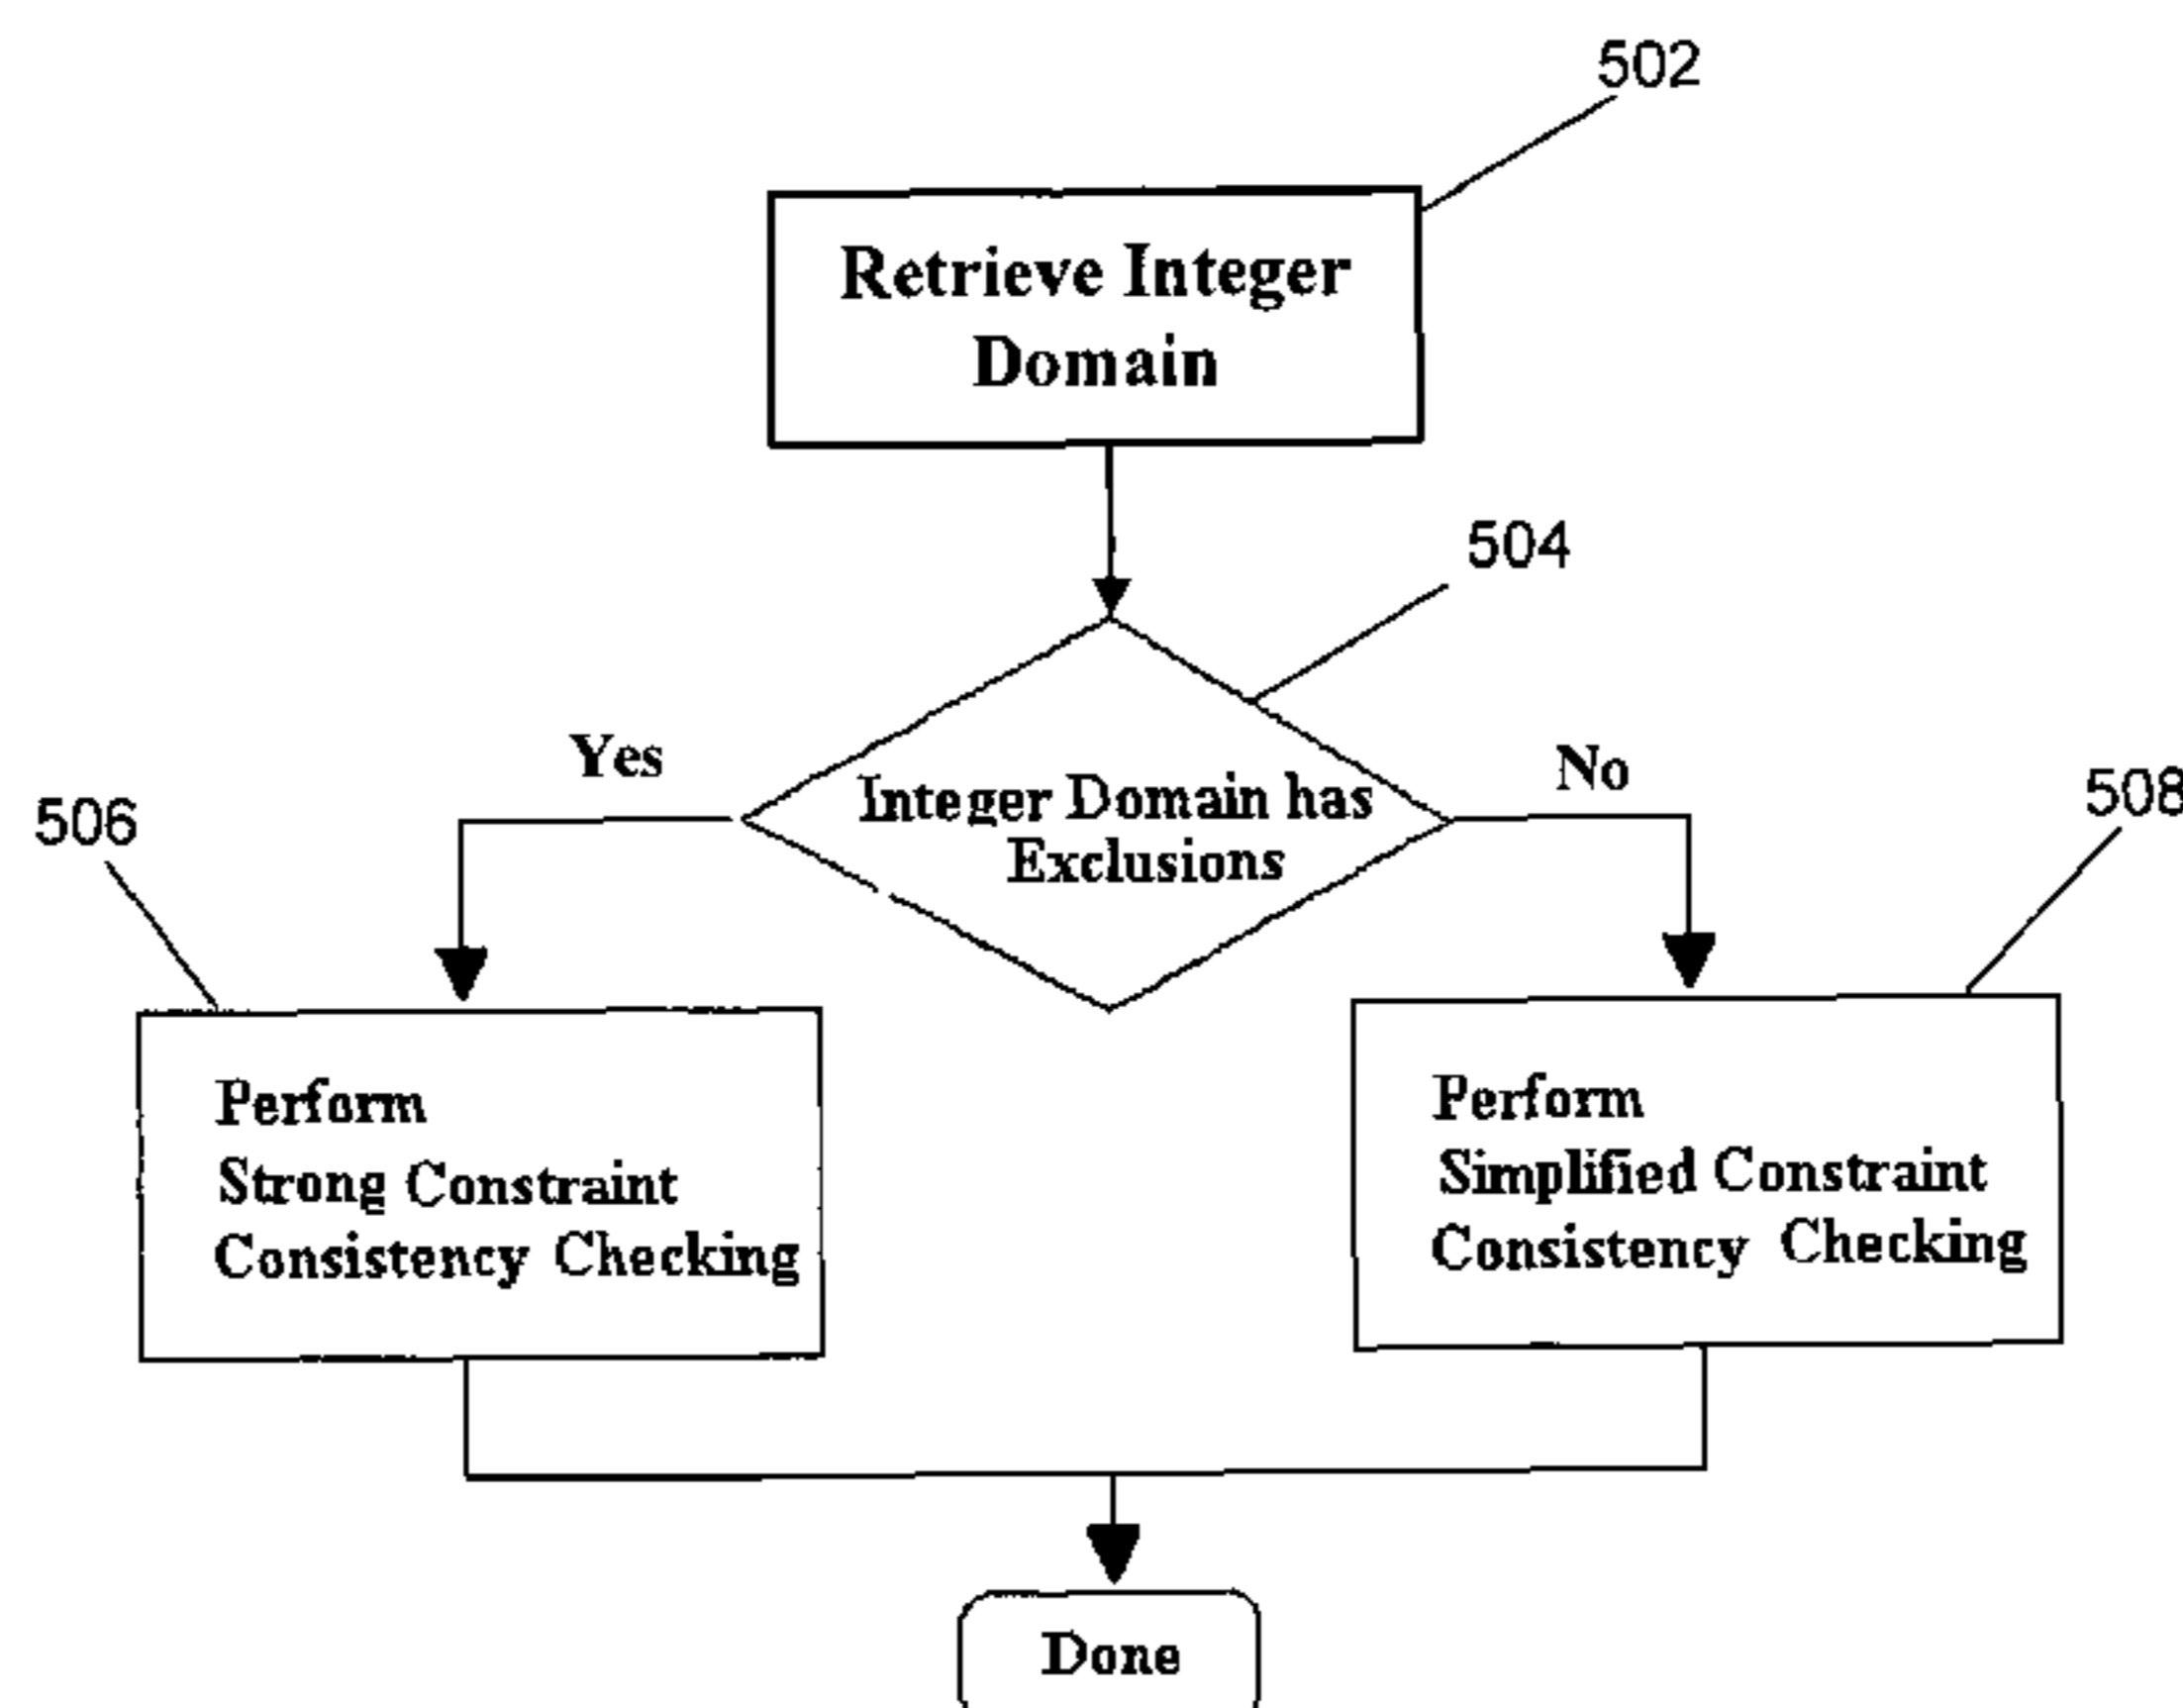 502
Retrieve Integer
Domain
504
Yes
Integer Domain has
Exclusions
No
506
508
Perform
Strong Constraint
Consistency Checking
Perform
Simplified Constraint
Consistency Checking
Done